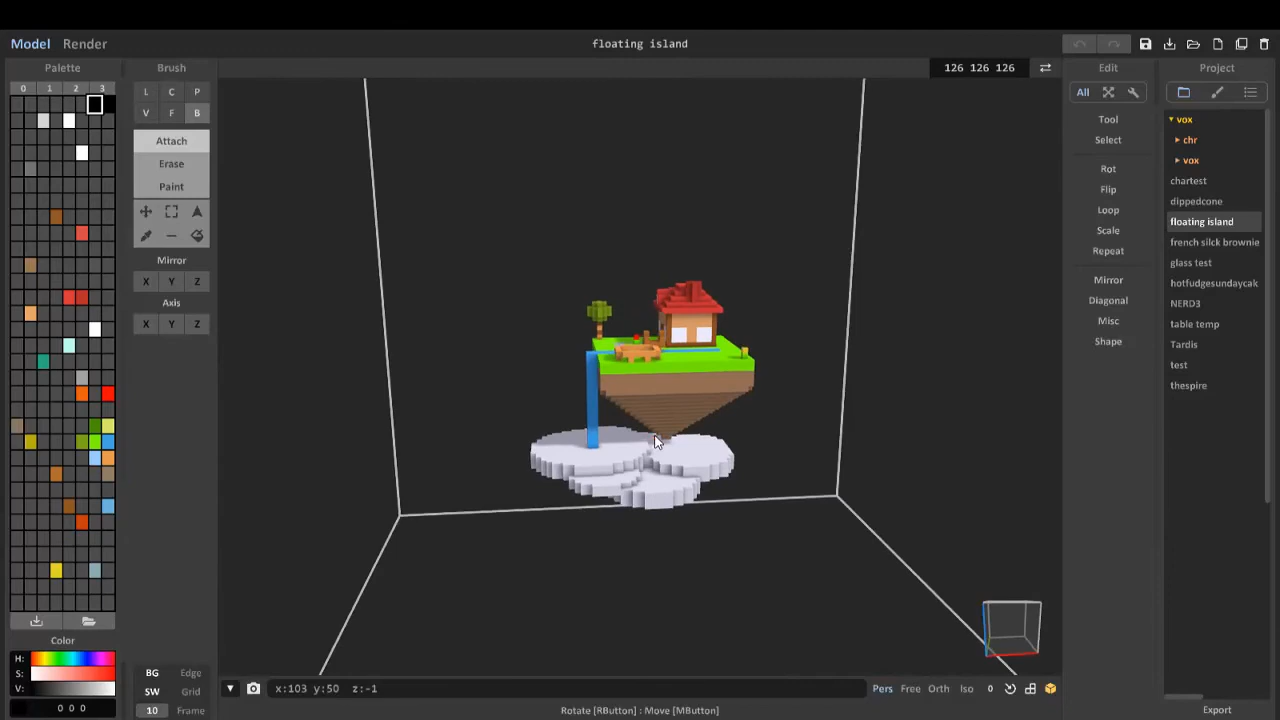 Model Render floating island
Palette Brush 126 126 126 Edit Project
0 1 2 3
L C P
V F B
All
Attach
Erase
Paint
Mirror
X Y Z
Axis
X Y Z
Tool
Select
Rot
Flip
Loop
Scale
Repeat
Mirror
Diagonal
Misc
Shape
vox
chr
vox
chartest
dippedcone
floating island
french silck brownie
glass test
hotfudgesundaycak
NERD3
table temp
Tardis
test
thespire
Color
H:
S:
V:
0 0 0
BG Edge
SW Grid
10 Frame
x:103 y:50 z:-1
Pers Free Orth Iso 0
Rotate [RButton] : Move [MButton]
Export